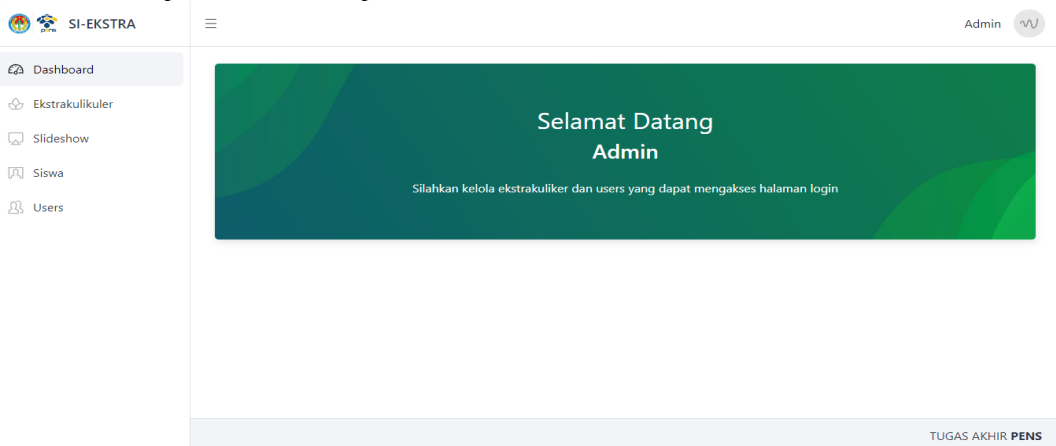 SI-EKSTRA
Admin
Dashboard
Ekstrakulikuler
Slideshow
Siswa
Users
Selamat Datang
Admin
Silahkan kelola ekstrakuliker dan users yang dapat mengakses halaman login
TUGAS AKHIR PENS